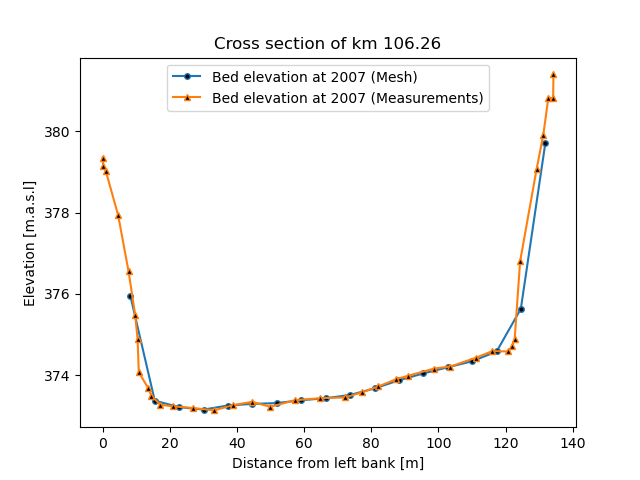 Cross section of km 106.26
Bed elevation at 2007 (Mesh)
Bed elevation at 2007 (Measurements)
Elevation [m.a.s.l]
380
378
376
374
0 20 40 60 80 100 120 140
Distance from left bank [m]